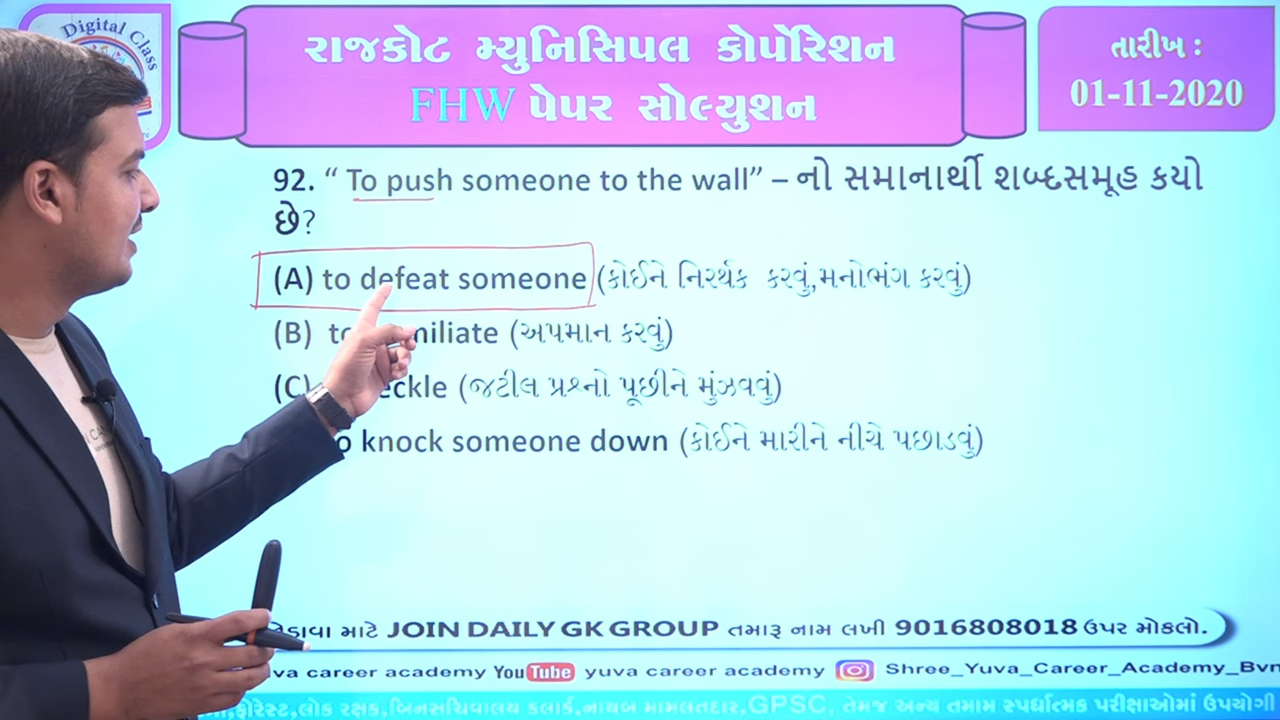 Digital Class
રાજકોટ મ્યુનિસિપલ કોર્પોરેશન
FHW પેપર સોલ્યુશન
તારીખ :
01-11-2020
92. “ To push someone to the wall” – નો સમાનાર્થી શબ્દસમૂહ કયો
છે?
(A) to defeat someone (કોઈને નિરર્થક કરવું,મનોભંગ કરવું)
(B) (અપમાન કરવું)
(C) (જટીલ પ્રશ્નો પૂછીને મુંઝવવું)
knock someone down (કોઈને મારીને નીચે પછાડવું)
માટે JOIN DAILY GK GROUP તમારૂ નામ લખી 9016808018 ઉપર મોકલો.
career academy YouTube yuva career academy Shree_Yuva_Career_Academy_Bvn
ફોરેસ્ટ,લોક રક્ષક,બિનસચિવાલય કલાર્ક,નાયબ મામલતદાર,GPSC, તેમજ અન્ય તમામ સ્પર્ધાત્મક પરીક્ષાઓમાં ઉપયોગી